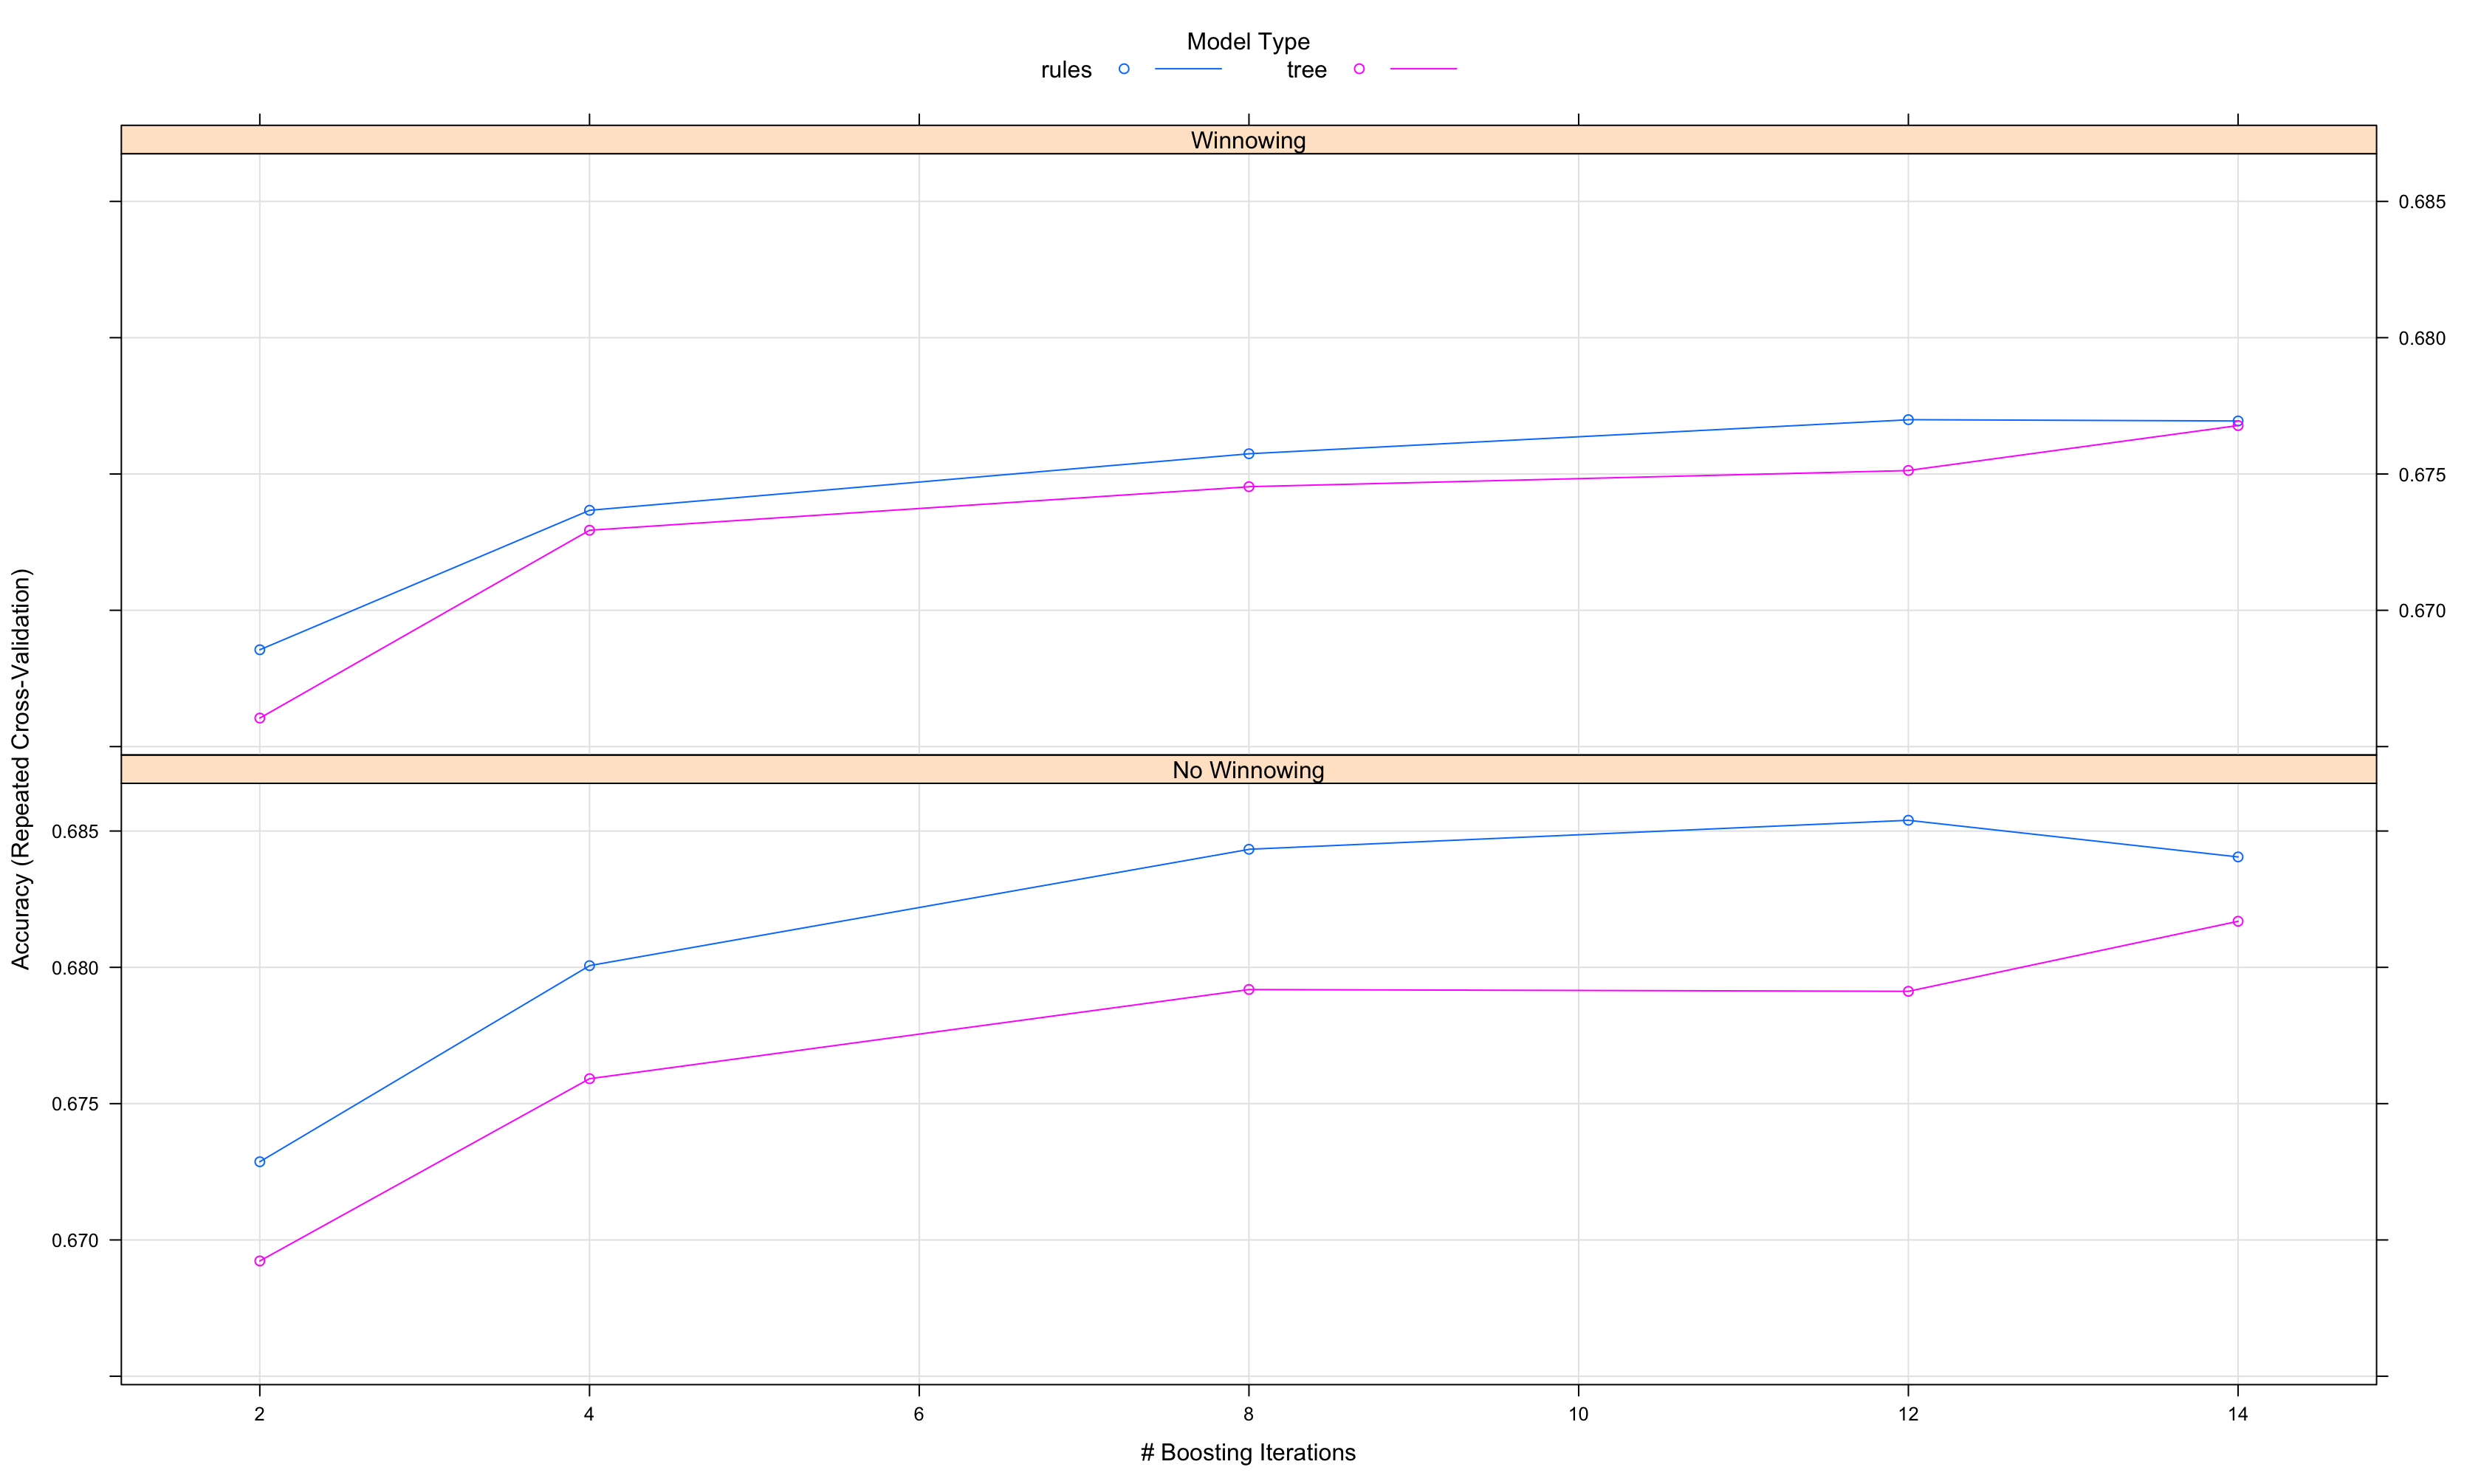 Model Type
rules tree
Winnowing
0.685
0.680
0.675
0.670
No Winnowing
0.685
0.680
0.675
0.670
Accuracy (Repeated Cross-Validation)
2 4 6 8 10 12 14
# Boosting Iterations